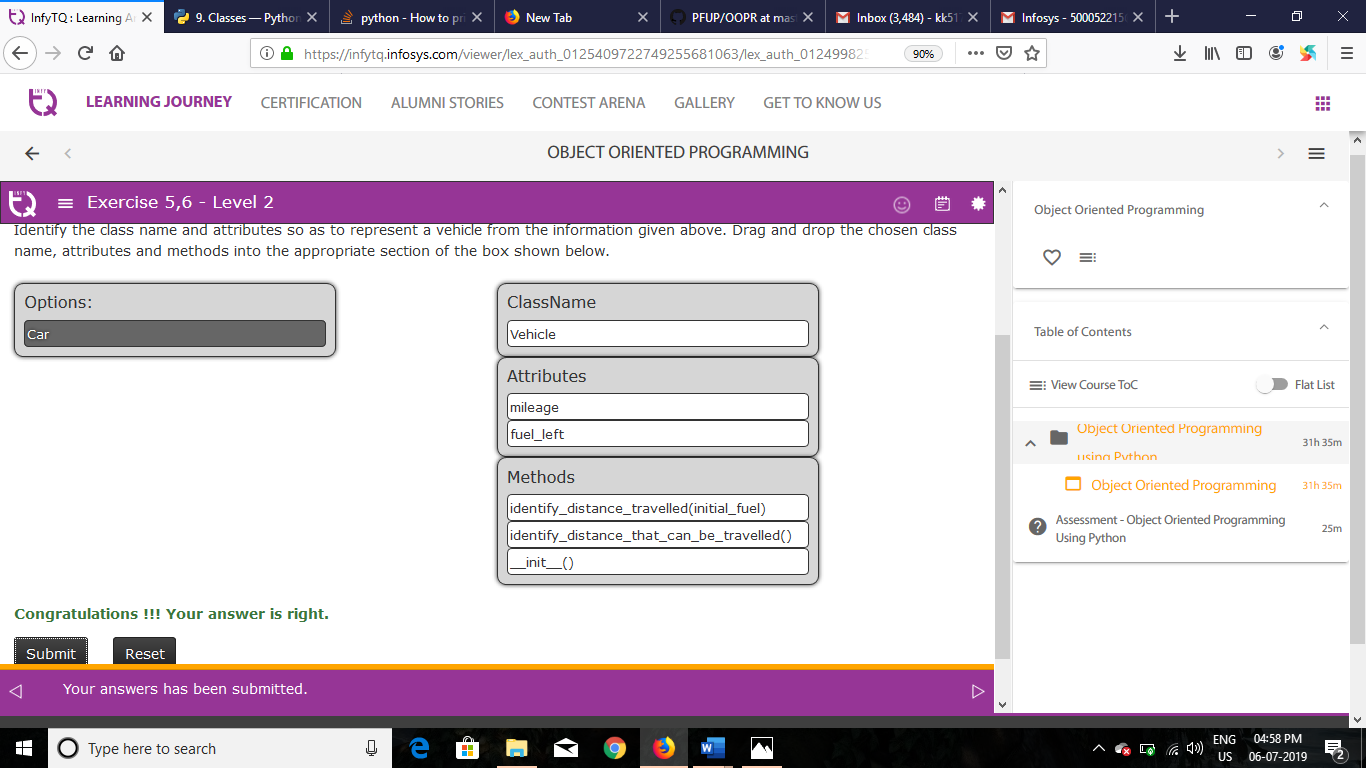 InfyTQ : Learning A
9. Classes — Python
python - How to pri
New Tab
PFUP/OOPR at mast
Inbox (3,484) - kk517
Infosys - 500052215
https://infytq.infosys.com/viewer/lex_auth_0125409722749255681063/lex_auth_01249982
90%
INFY TQ
LEARNING JOURNEY
CERTIFICATION
ALUMNI STORIES
CONTEST ARENA
GALLERY
GET TO KNOW US
OBJECT ORIENTED PROGRAMMING
INFY TQ
Exercise 5,6 - Level 2
Identify the class name and attributes so as to represent a vehicle from the information given above. Drag and drop the chosen class
name, attributes and methods into the appropriate section of the box shown below.
Options:
Car
ClassName
Vehicle
Attributes
mileage
fuel_left
Methods
identify_distance_travelled(initial_fuel)
identify_distance_that_can_be_travelled()
__init__()
Congratulations !!! Your answer is right.
Submit
Reset
Your answers has been submitted.
Object Oriented Programming
Table of Contents
View Course ToC
Flat List
Object Oriented Programming
using Python
31h 35m
Object Oriented Programming
31h 35m
Assessment - Object Oriented Programming
Using Python
25m
Type here to search
ENG
US
04:58 PM
06-07-2019
2